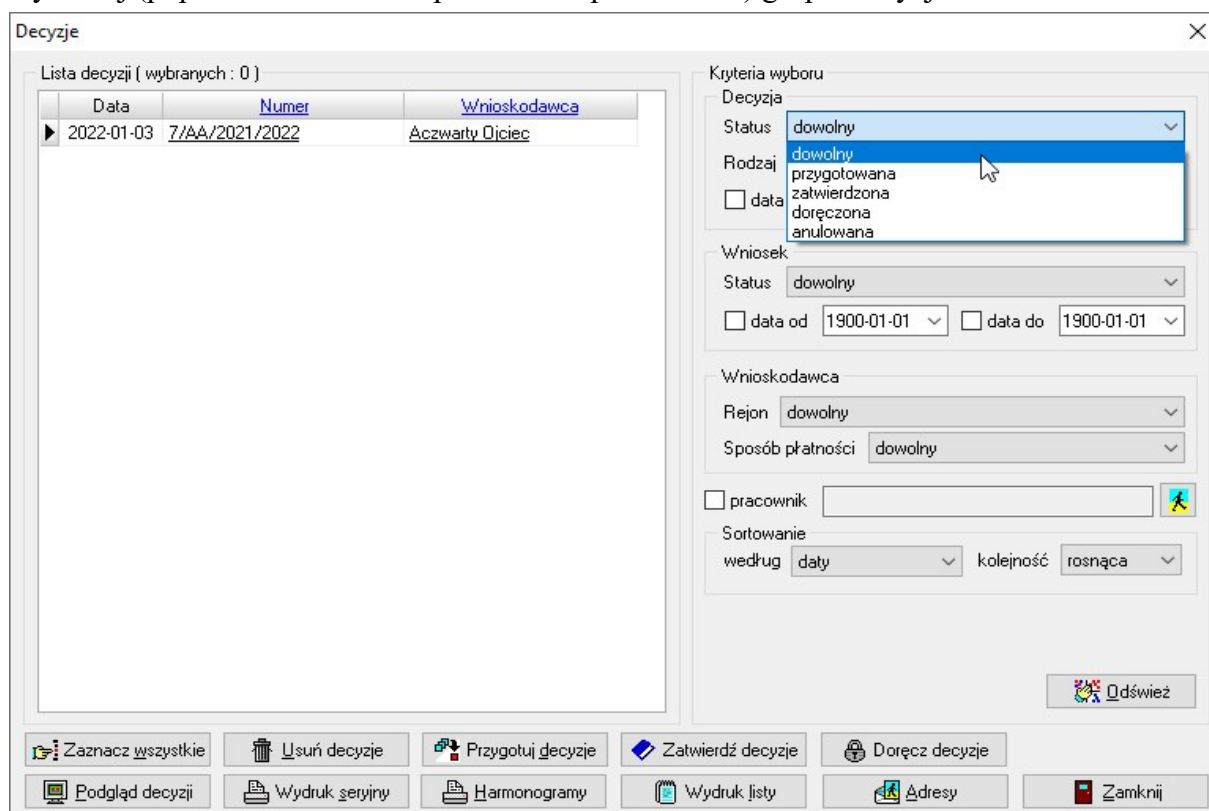 Decyzje
Lista decyzji ( wybranych : 0 )
Data Numer Wnioskodawca
2022-01-03 7/AA/2021/2022 Aczwarty Ojciec
Kryteria wyboru
Decyzja
Status dowolny
dowolny
przygotowana
zatwierdzona
doręczona
anulowana
Rodzaj
data
Wniosek
Status dowolny
data od 1900-01-01 data do 1900-01-01
Wnioskodawca
Rejon dowolny
Sposób płatności dowolny
pracownik
Sortowanie
według daty kolejność rosnąca
Odśwież
Zaznacz wszystkie Usuń decyzje Przygotuj decyzje Zatwierdź decyzje Doręcz decyzje
Podgląd decyzji Wydruk seryjny Harmonogramy Wydruk listy Adresy Zamknij